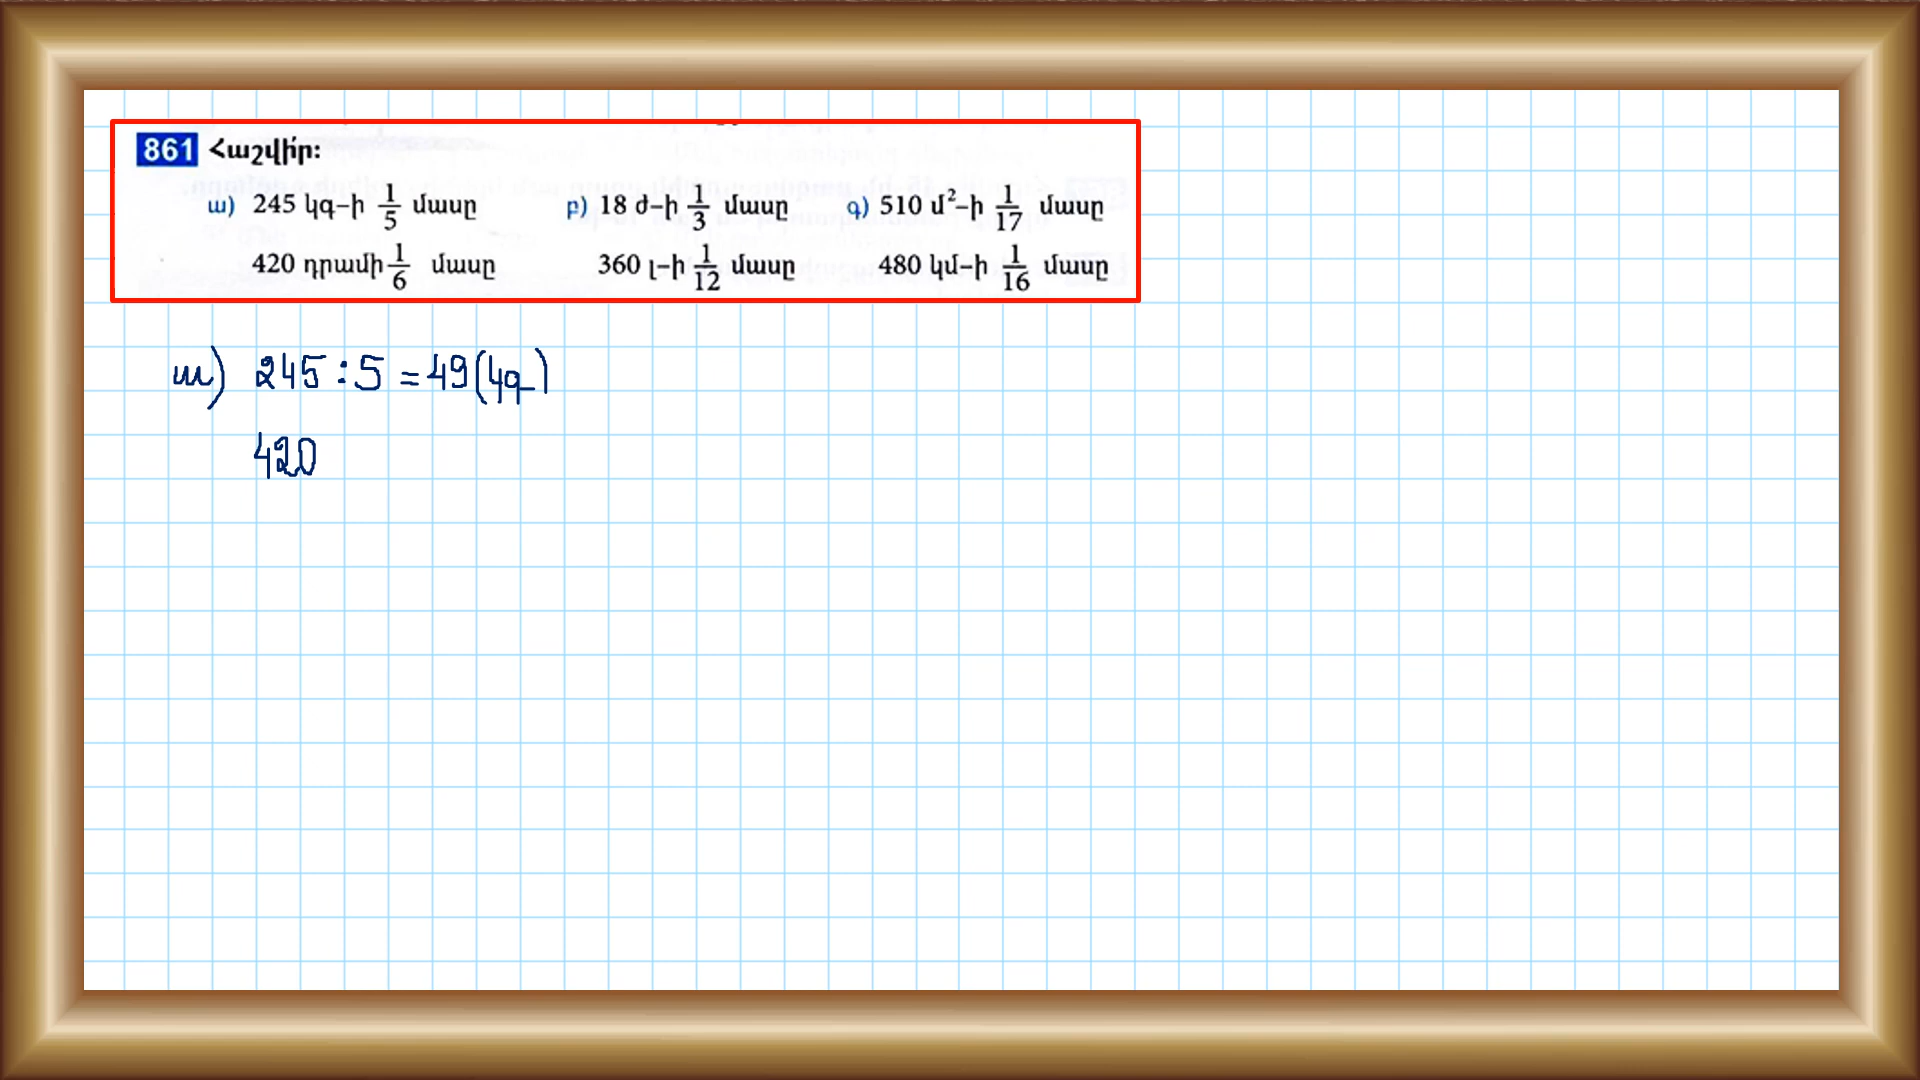 861 Հաշվի՛ր։
ա) 245 կգ-ի 1/5 մասը բ) 18 ժ-ի 1/3 մասը գ) 510 մ²-ի 1/17 մասը
420 դրամի 1/6 մասը 360 լ-ի 1/12 մասը 480 կմ-ի 1/16 մասը
ա) 245 : 5 = 49 (կգ)
420